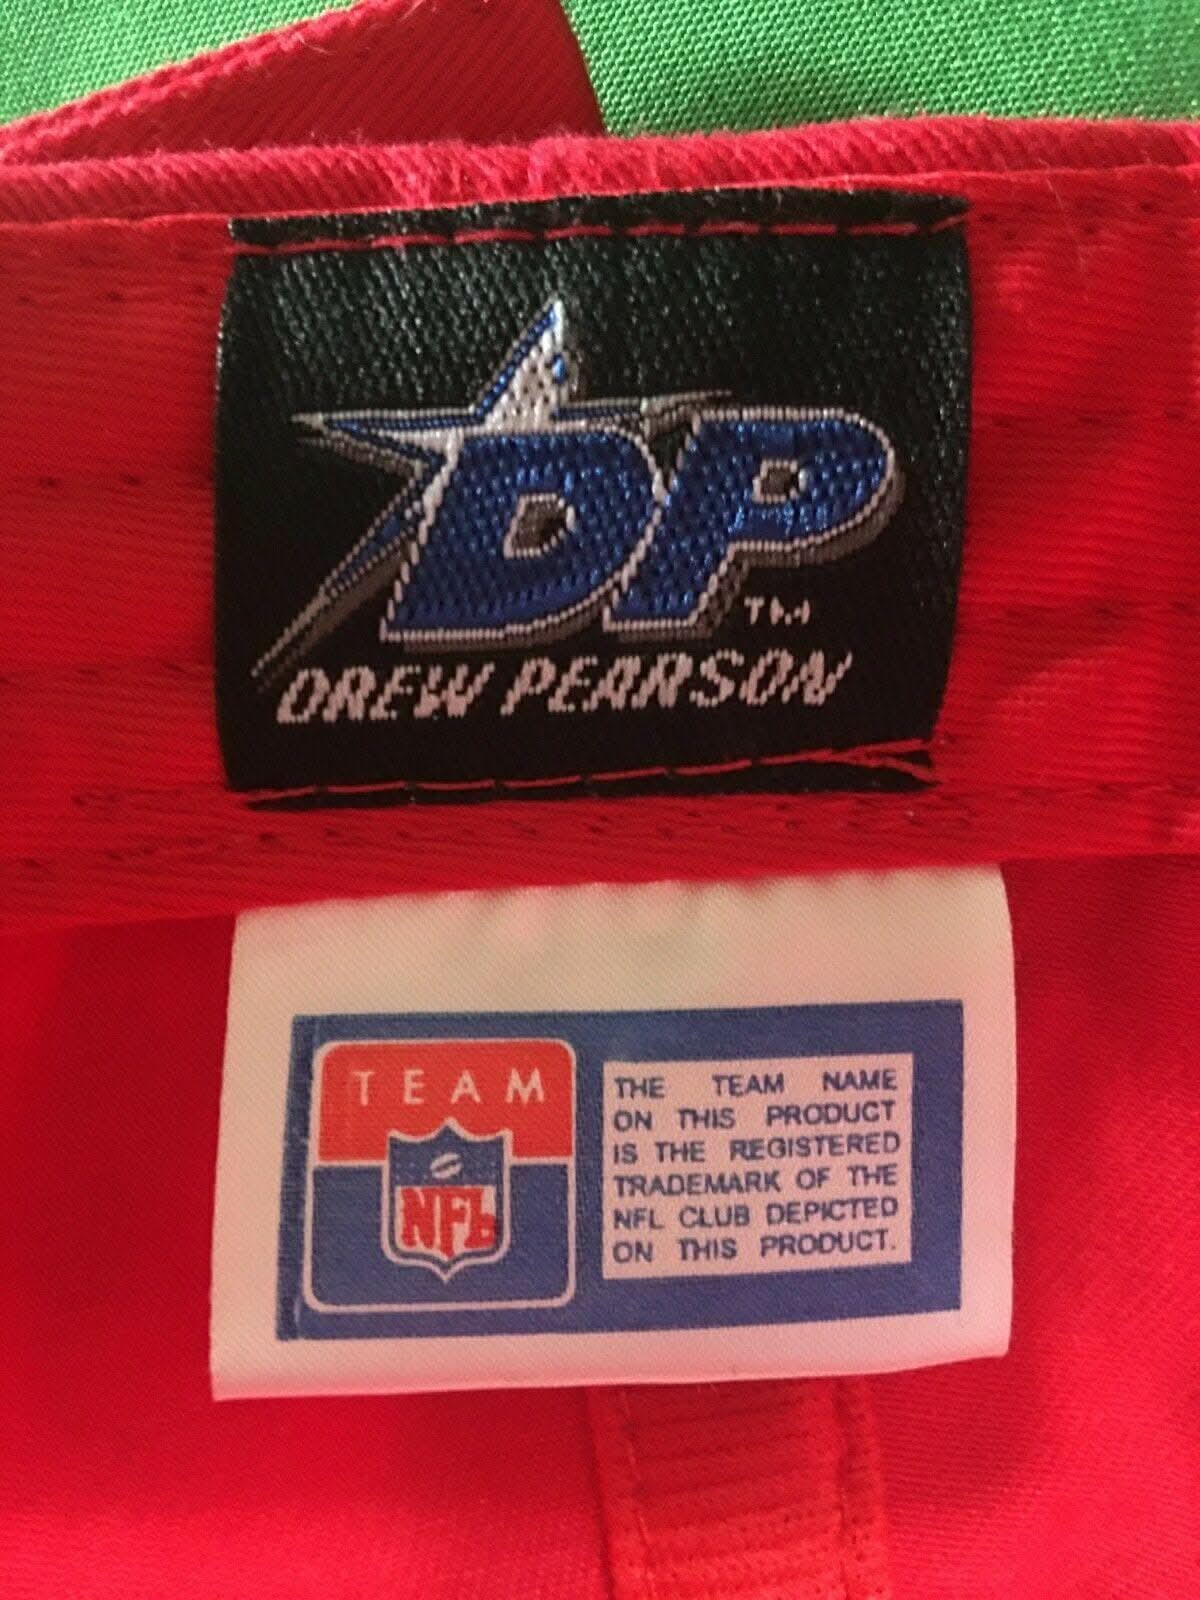 DP
TM
DREW PEARSON
TEAM
NFL
THE TEAM NAME
ON THIS PRODUCT
IS THE REGISTERED
TRADEMARK OF THE
NFL CLUB DEPICTED
ON THIS PRODUCT.